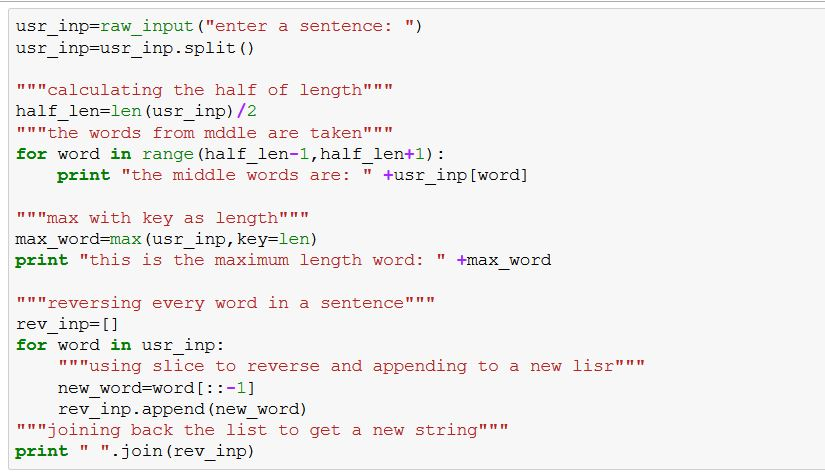 usr_inp=raw_input("enter a sentence: ")
usr_inp=usr_inp.split()
"""calculating the half of length"""
half_len=len(usr_inp)/2
"""the words from mddle are taken"""
for word in range(half_len-1,half_len+1):
    print "the middle words are: " +usr_inp[word]
"""max with key as length"""
max_word=max(usr_inp,key=len)
print "this is the maximum length word: " +max_word
"""reversing every word in a sentence"""
rev_inp=[]
for word in usr_inp:
    """using slice to reverse and appending to a new lisr"""
    new_word=word[::-1]
    rev_inp.append(new_word)
"""joining back the list to get a new string"""
print " ".join(rev_inp)